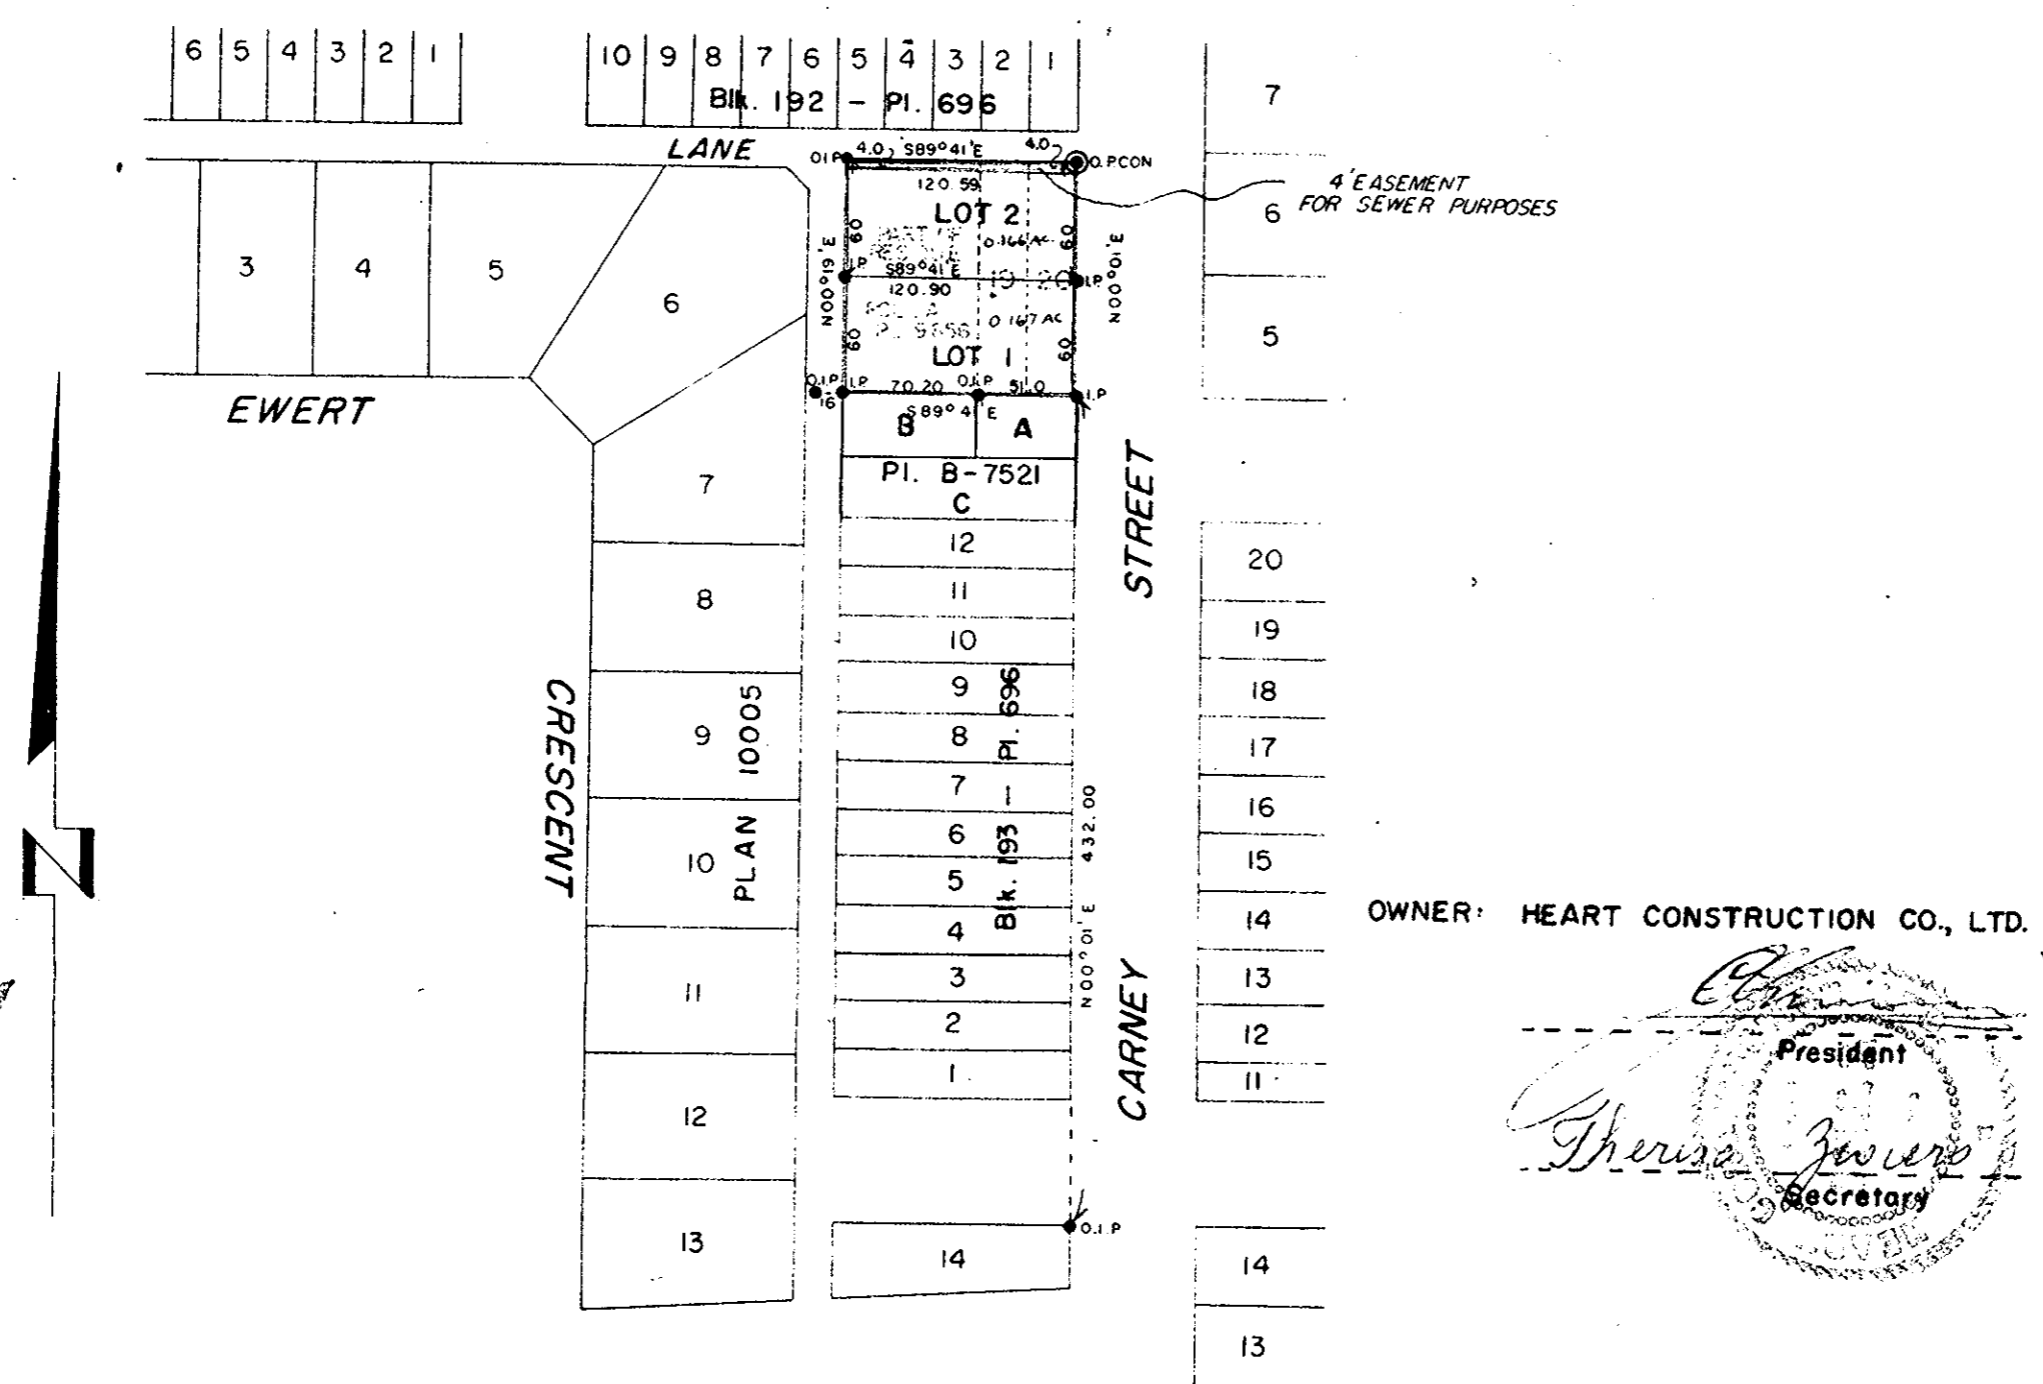 6 5 4 3 2 1
10 9 8 7 6 5 4 3 2 1
Blk. 192 - Pl. 696
7
LANE
O.I.P
4.0
S89°41'E
4.0
O.P.CON
120.59
4' EASEMENT
FOR SEWER PURPOSES
LOT 2
6
60
0.166 AC.
60
N00°19'E
N00°01'E
3 4 5
6
I.P
S89°41'E
19 20
I.P
120.90
0.167 AC
5
60
LOT 1
60
O.I.P
I.P
70.20
O.I.P
51.0
I.P
16
S89°41'E
EWERT
B
A
7
Pl. B-7521
C
STREET
12
20
8
11
10
19
CRESCENT
9
PLAN 10005
9
18
8
17
7
Blk. 193 - Pl. 696
16
10
6
15
5
N00°01'E 432.00
4
14
OWNER: HEART CONSTRUCTION CO., LTD.
11
3
13
2
12
President
CARNEY
1
11
12
Secretary
O.I.P
13
14
14
13